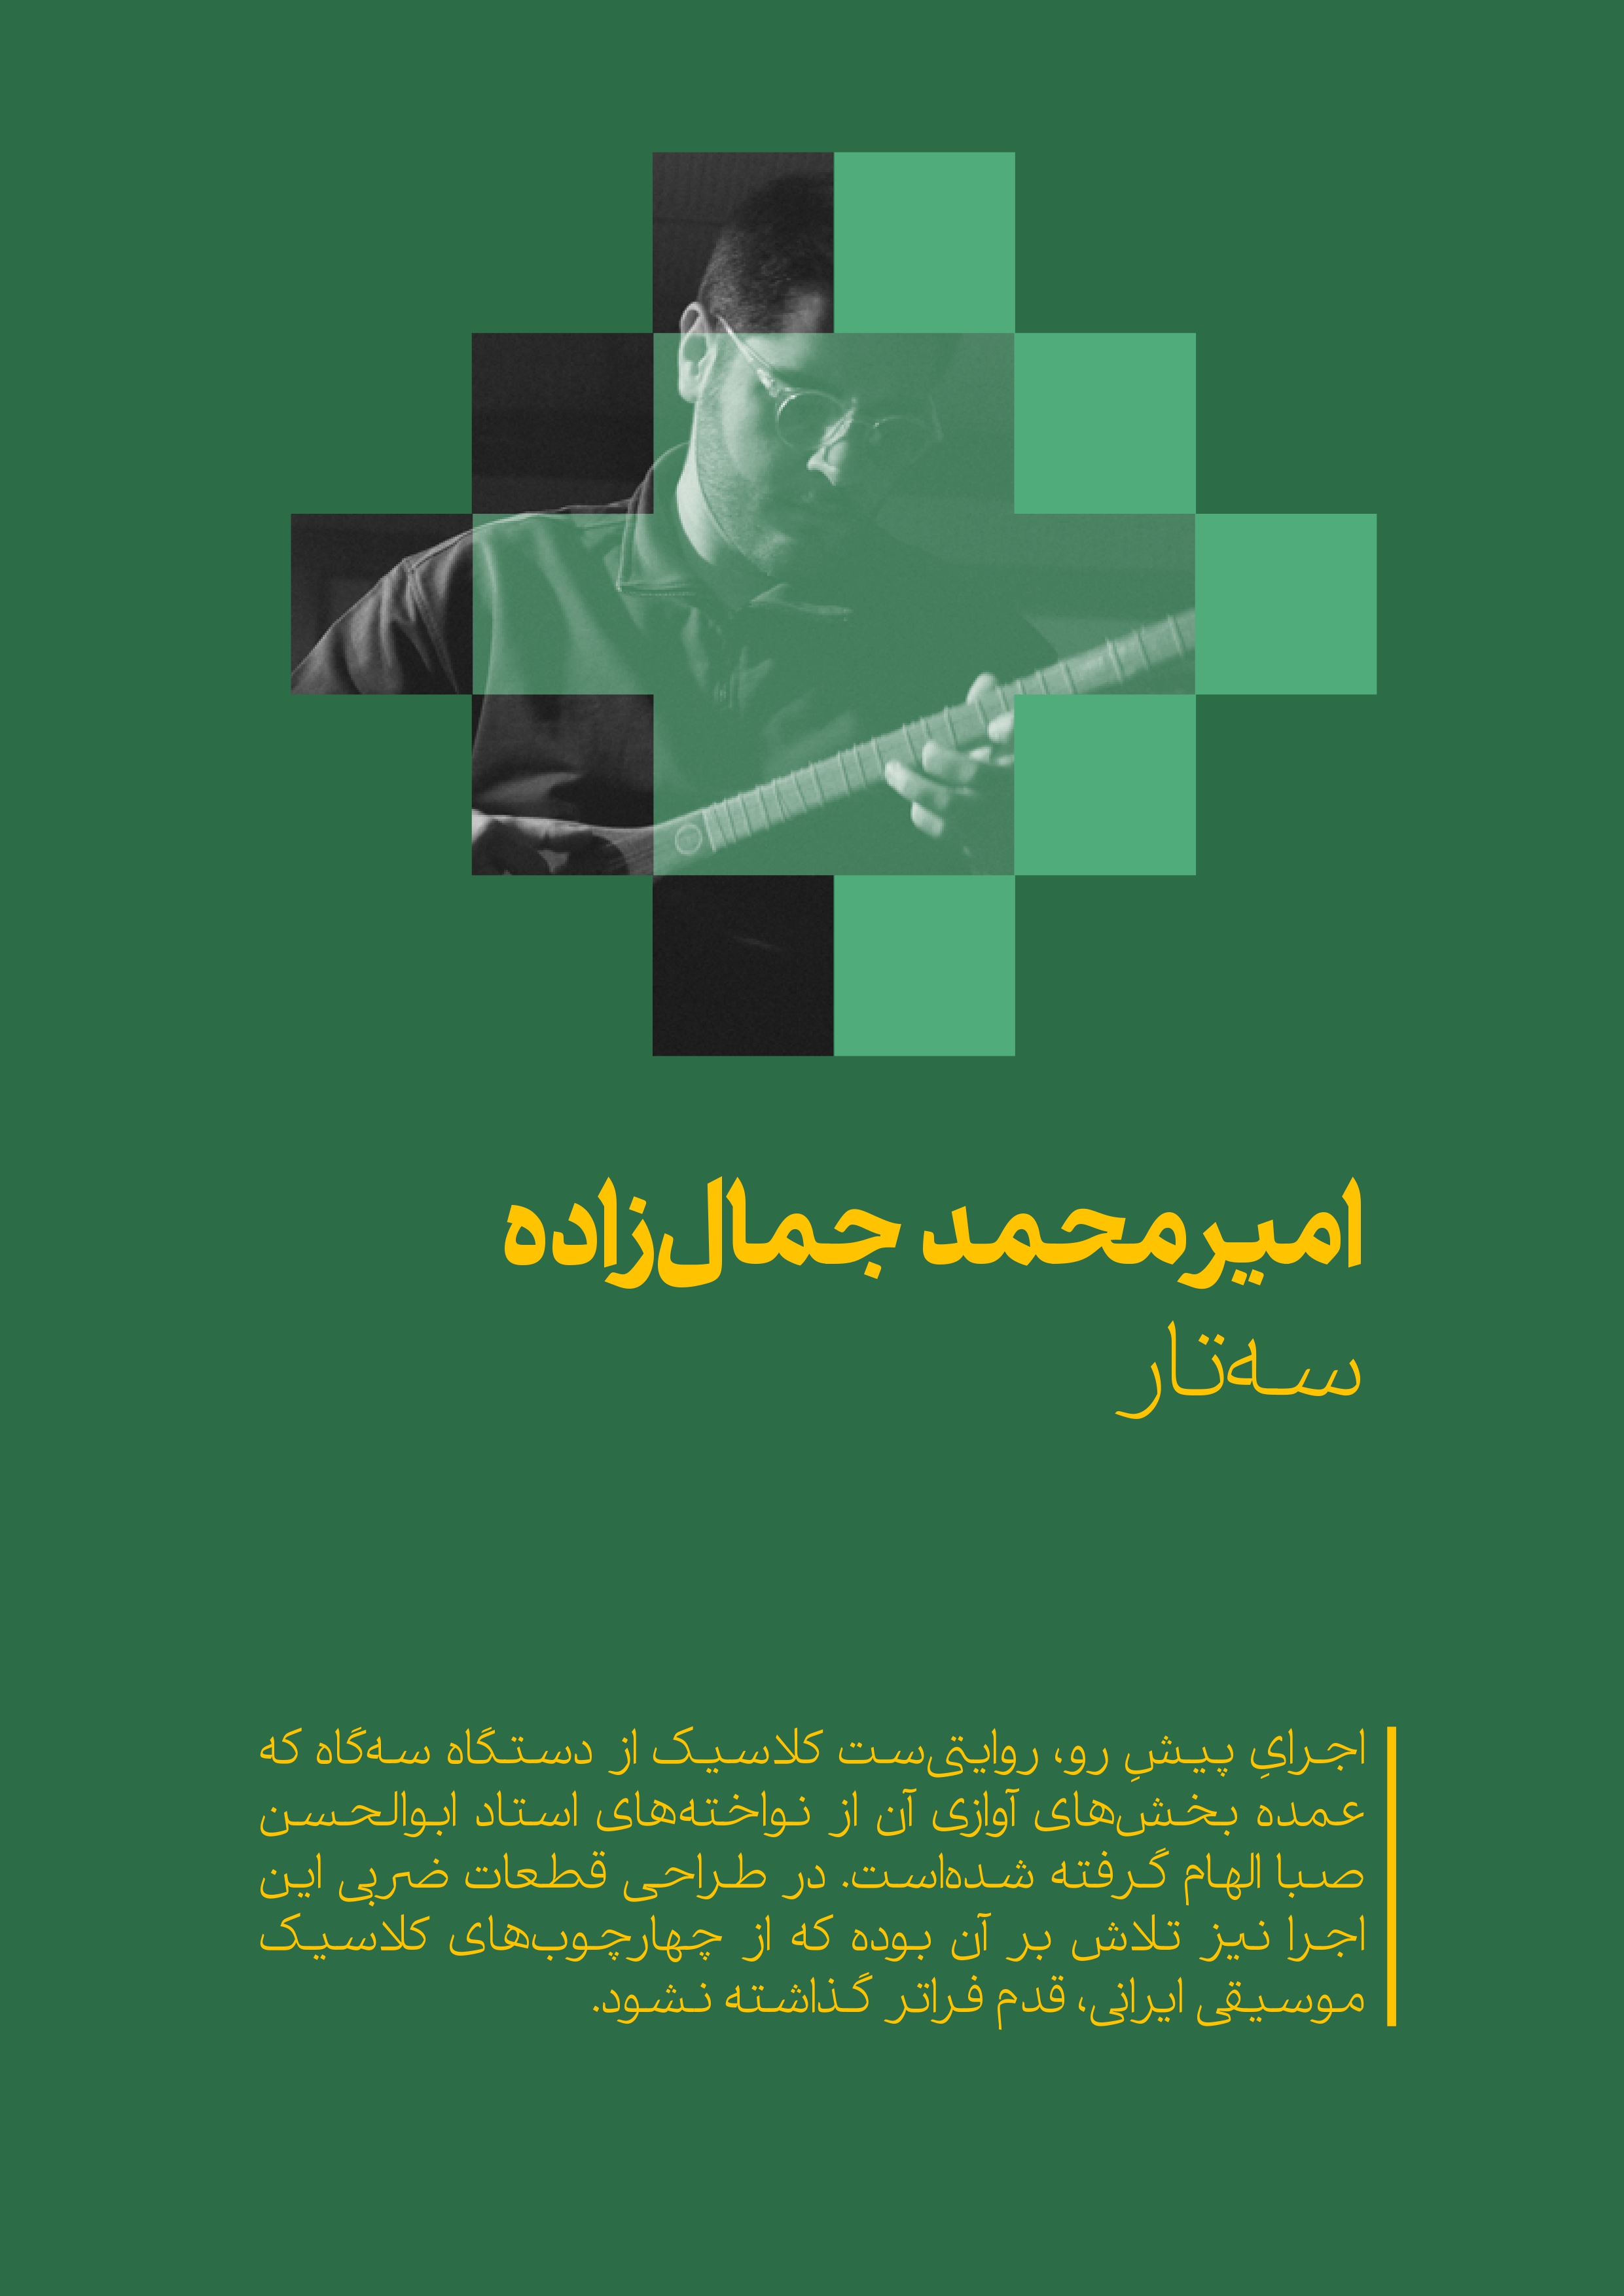 امیرمحمد جمال‌زاده
سه‌تار
اجرایِ پیشِ رو، روایتی‌ست کلاسیک از دستگاه سه‌گاه که
عمده بخش‌های آوازی آن از نواخته‌های استاد ابوالحسن
صبا الهام گرفته شده‌است. در طراحی قطعات ضربی این
اجرا نیز تلاش بر آن بوده که از چهارچوب‌های کلاسیک
موسیقی ایرانی، قدم فراتر گذاشته نشود.